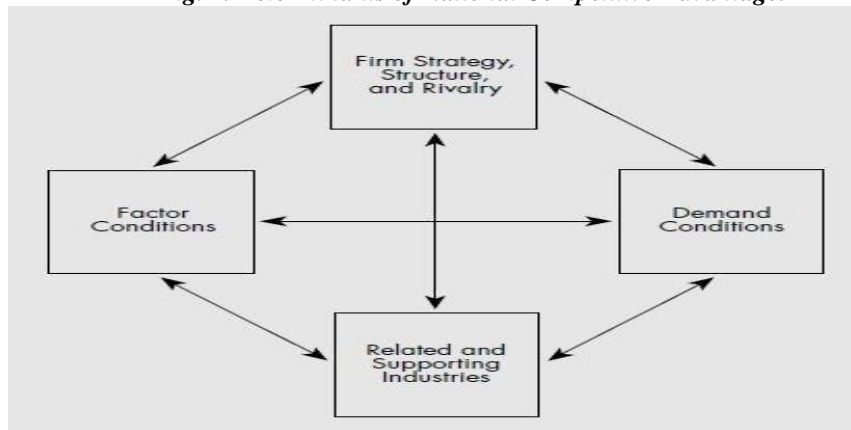 Firm Strategy,
Structure,
and Rivalry
Factor
Conditions
Demand
Conditions
Related and
Supporting
Industries